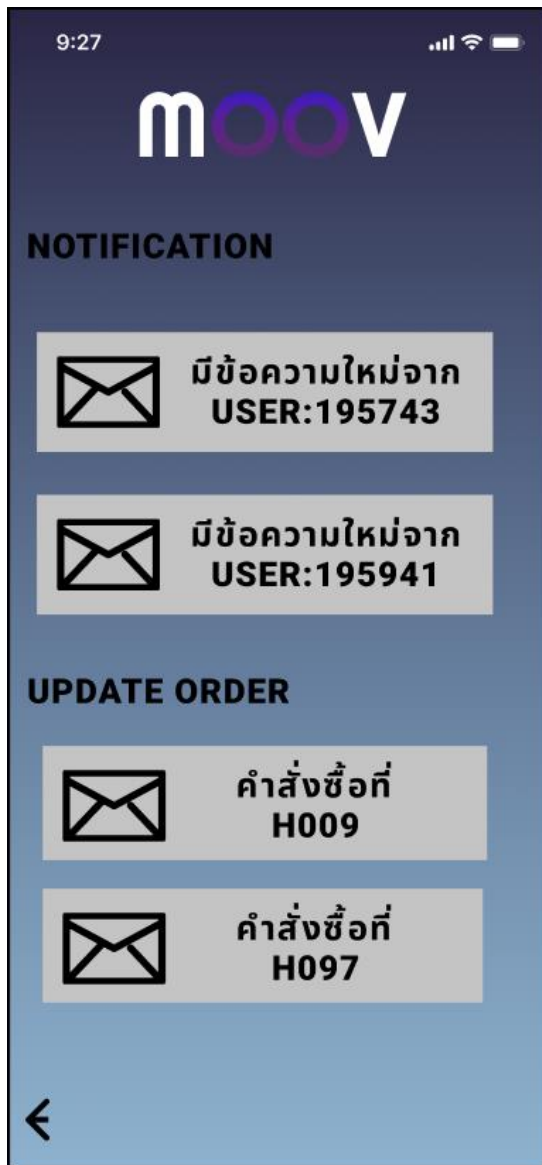 9:27
mooV
NOTIFICATION
มีข้อความใหม่จาก
USER:195743
มีข้อความใหม่จาก
USER:195941
UPDATE ORDER
คำสั่งซื้อที่
H009
คำสั่งซื้อที่
H097